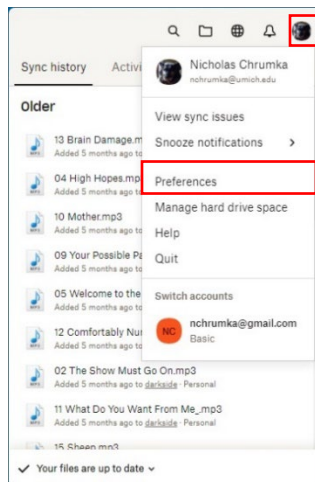 Nicholas Chrumka
Sync history Activi
nchrumka@umich.edu
Older
View sync issues
13 Brain Damage.m
Snooze notifications >
Added 5 months ago to
04 High Hopes.mp
Preferences
Added 5 months ago to
Manage hard drive space
10 Mother.mp3
Added 5 months ago to
Help
09 Your Possible Pa
Quit
Added 5 months ago to
05 Welcome to the
Switch accounts
Added 5 months ago to
NC nchrumka@gmail.com
12 Comfortably Nu
Basic
Added 5 months ago to
02 The Show Must Go On.mp3
Added 5 months ago to darkside · Personal
11 What Do You Want From Me_.mp3
Added 5 months ago to darkside · Personal
15 Sheep.mp3
Your files are up to date